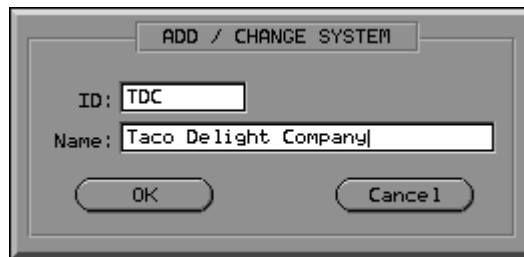 ADD / CHANGE SYSTEM
ID: TDC
Name: Taco Delight Company
OK Cancel